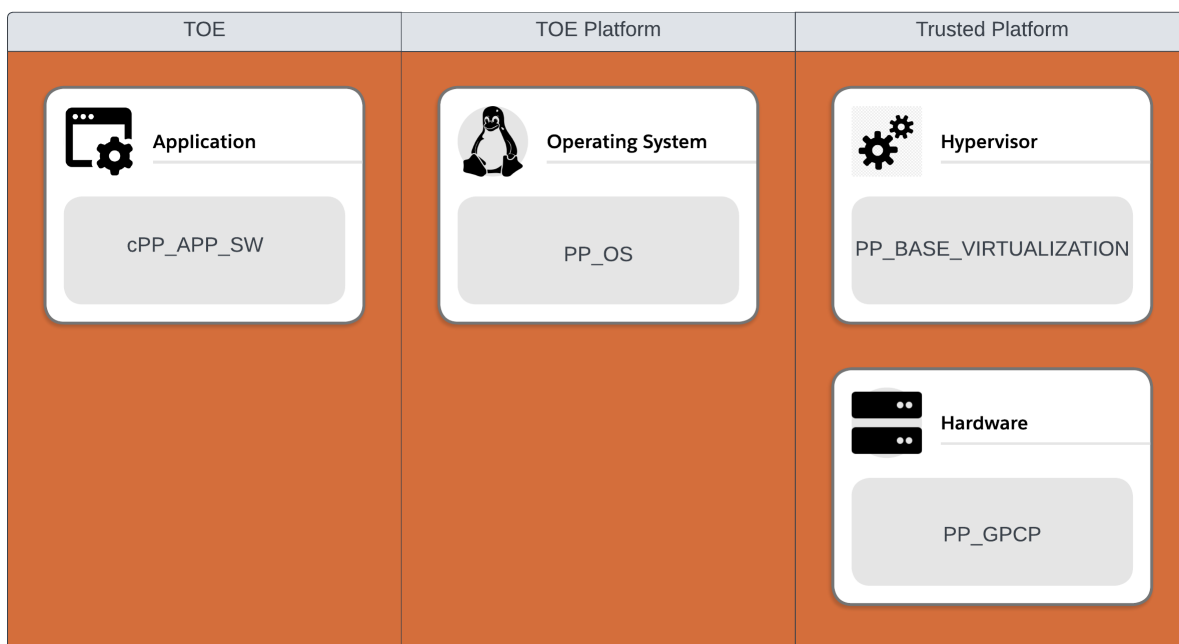 TOE
TOE Platform
Trusted Platform
Application
cPP_APP_SW
Operating System
PP_OS
Hypervisor
PP_BASE_VIRTUALIZATION
Hardware
PP_GPCP